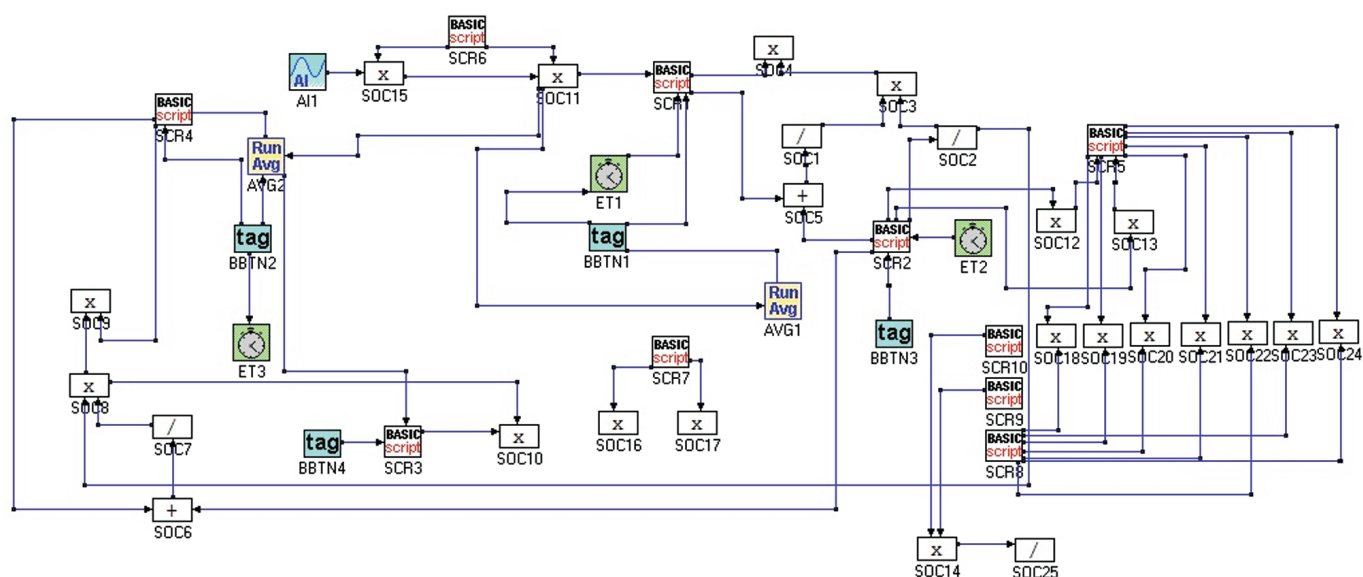 BASIC
script
SCR6
AI
AI1
x
SOC15
x
SOC11
BASIC
script
SCR1
x
SOC4
x
SOC3
BASIC
script
SCR4
Run
Avg
AVG2
/
SOC1
/
SOC2
BASIC
script
SCR5
ET1
+
SOC5
tag
BBTN2
tag
BBTN1
BASIC
script
SCR2
ET2
x
SOC12
x
SOC13
x
SOC9
Run
Avg
AVG1
tag
BBTN3
ET3
BASIC
script
SCR7
BASIC
script
SCR10
x
SOC18
x
SOC19
x
SOC20
x
SOC21
x
SOC22
x
SOC23
x
SOC24
x
SOC8
BASIC
script
SCR9
/
SOC7
tag
BBTN4
BASIC
script
SCR3
x
SOC10
x
SOC16
x
SOC17
BASIC
script
SCR8
+
SOC6
x
SOC14
/
SOC25